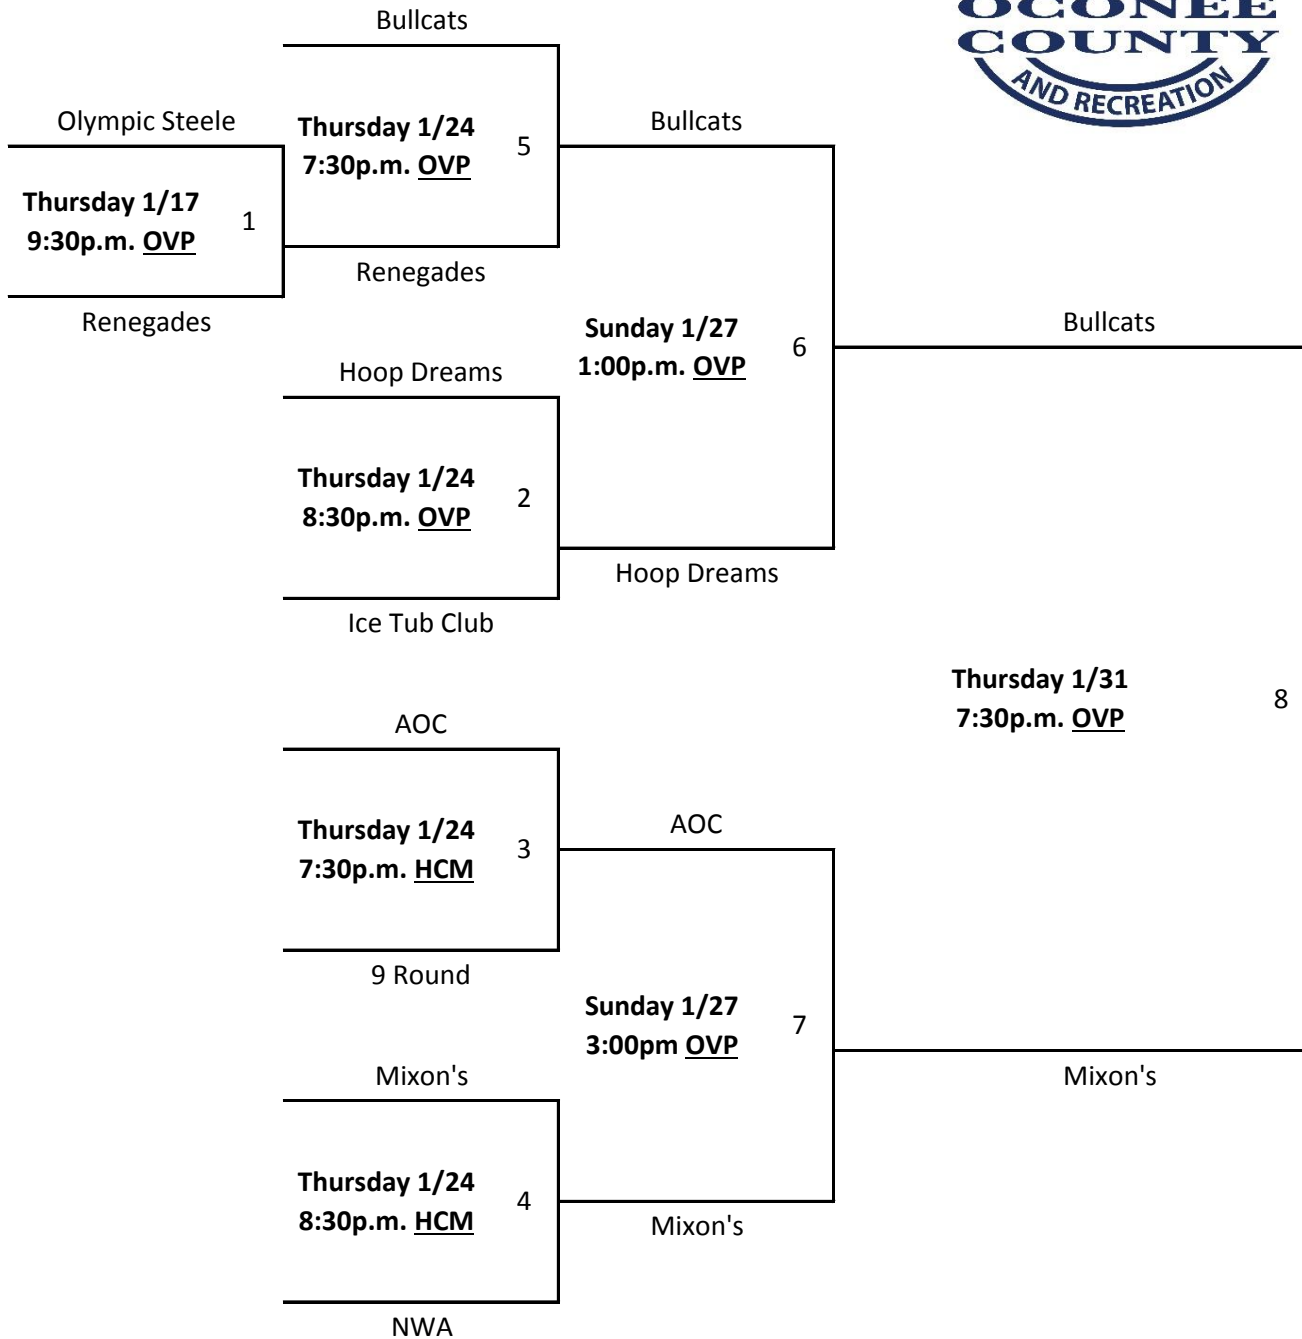 Bullcats
OCONEE
COUNTY
AND RECREATION
Olympic Steele
Thursday 1/24
7:30p.m. OVP
5
Bullcats
Thursday 1/17
9:30p.m. OVP
1
Renegades
Renegades
Sunday 1/27
1:00p.m. OVP
6
Bullcats
Hoop Dreams
Thursday 1/24
8:30p.m. OVP
2
Hoop Dreams
Ice Tub Club
Thursday 1/31
7:30p.m. OVP
8
AOC
Thursday 1/24
7:30p.m. HCM
3
AOC
9 Round
Sunday 1/27
3:00pm OVP
7
Mixon's
Mixon's
Thursday 1/24
8:30p.m. HCM
4
Mixon's
NWA